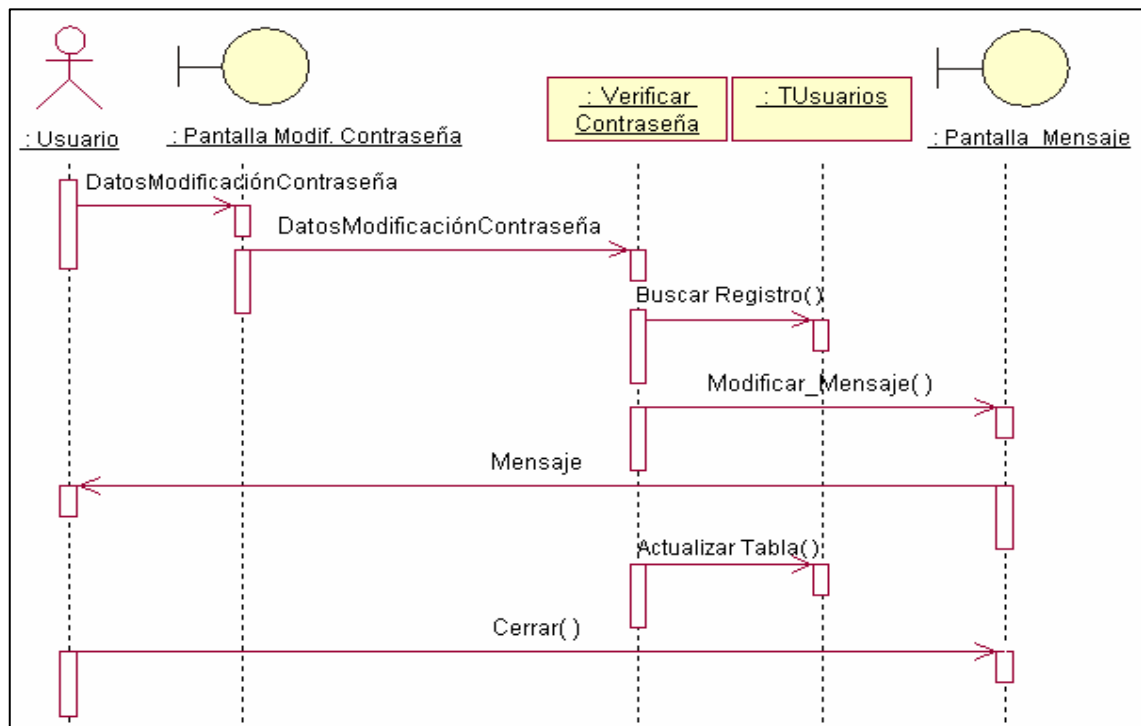 : Verificar
Contraseña
: TUsuarios
: Usuario
: Pantalla Modif. Contraseña
: Pantalla_Mensaje
DatosModificaciónContraseña
DatosModificaciónContraseña
Buscar Registro( )
Modificar_Mensaje( )
Mensaje
Actualizar Tabla( )
Cerrar( )